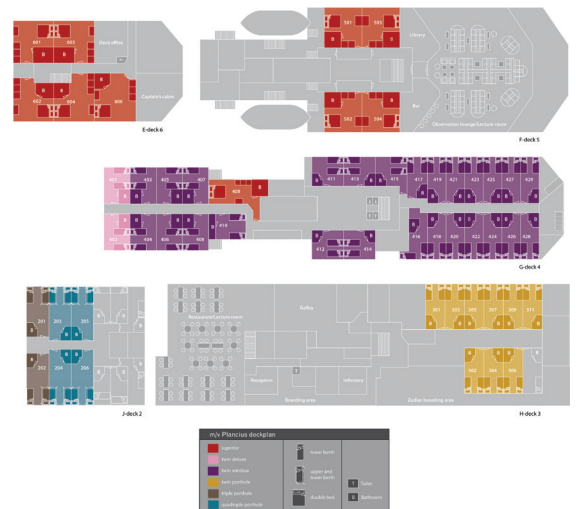 601 603
Deck office
B B
B B B
602 604 606
Captain's cabin
E-deck 6
501 503
Library
B B
B B
502 504
Bar
Observation lounge/lecture room
F-deck 5
403 405 407
409
411 413 415 417 419 421 423 425 427 429
404 406 408 410
412 414
416 418 420 422 424 426 428
G-deck 4
201 203 205
202 204 206
J-deck 2
Restaurant/Lecture room
Galley
Reception
Infirmary
Boarding area
Zodiac boarding area
301 303 305 307 309 311
302 304 306
H-deck 3
m/v Plancius deckplan
superior
twin deluxe
twin window
twin porthole
triple porthole
quadruple porthole
lower berth
upper and
lower berth
double bed
T Toilet
B Bathroom